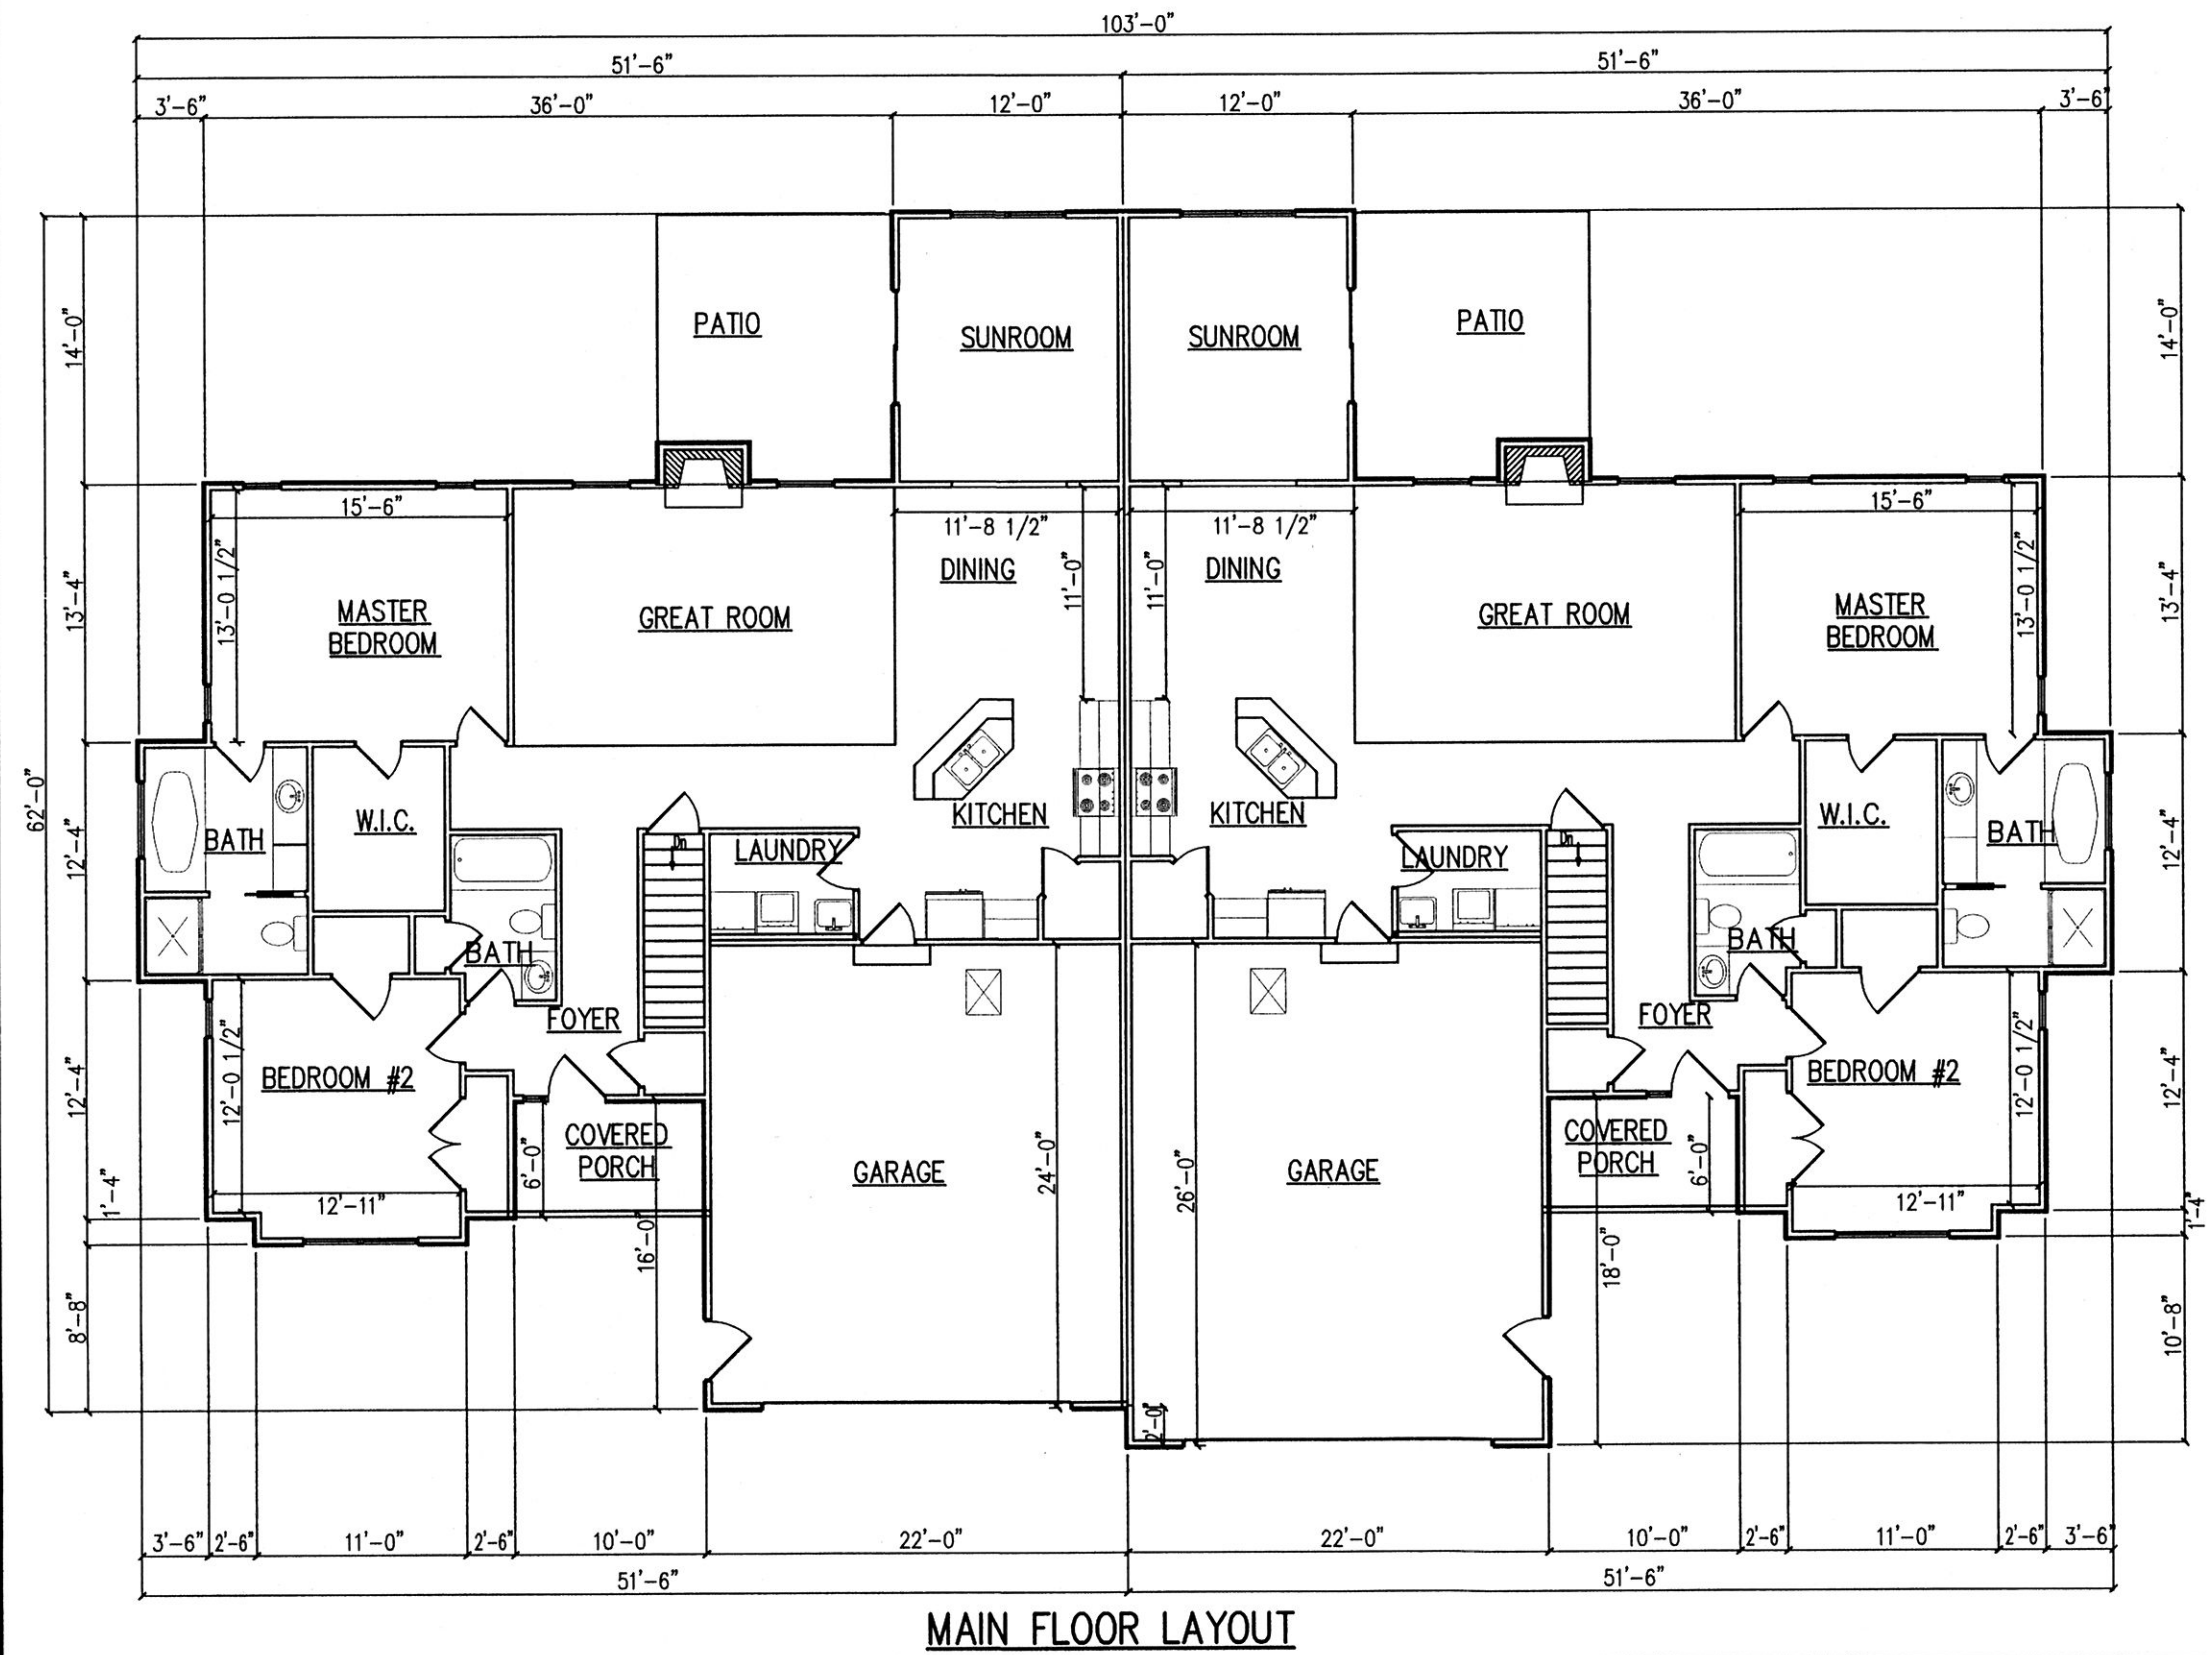 103'-0"
51'-6" 51'-6"
3'-6" 36'-0" 12'-0" 12'-0" 36'-0" 3'-6"
14'-0" PATIO SUNROOM SUNROOM PATIO 14'-0"
15'-6" 11'-8 1/2" 11'-8 1/2" 15'-6"
13'-4" 13'-0 1/2" DINING 11'-0" 11'-0" DINING 13'-0 1/2" 13'-4"
MASTER GREAT ROOM GREAT ROOM MASTER
BEDROOM BEDROOM
62'-0" W.I.C. KITCHEN KITCHEN W.I.C.
12'-4" BATH Dn LAUNDRY LAUNDRY Dn BATH 12'-4"
BATH BATH
FOYER FOYER
12'-4" 12'-0 1/2" BEDROOM #2 BEDROOM #2 12'-0 1/2" 12'-4"
COVERED COVERED
PORCH PORCH
6'-0" GARAGE 24'-0" 26'-0" GARAGE 6'-0"
1'-4" 12'-11" 12'-11" 1'-4"
16'-0 18'-0"
8'-8" 10'-8"
2'-0"
3'-6" 2'-6" 11'-0" 2'-6" 10'-0" 22'-0" 22'-0" 10'-0" 2'-6" 11'-0" 2'-6" 3'-6"
51'-6" 51'-6"
MAIN FLOOR LAYOUT